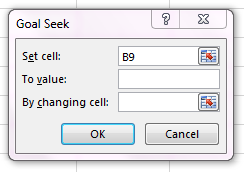 Goal Seek
?
Set cell: B9
To value:
By changing cell:
OK Cancel